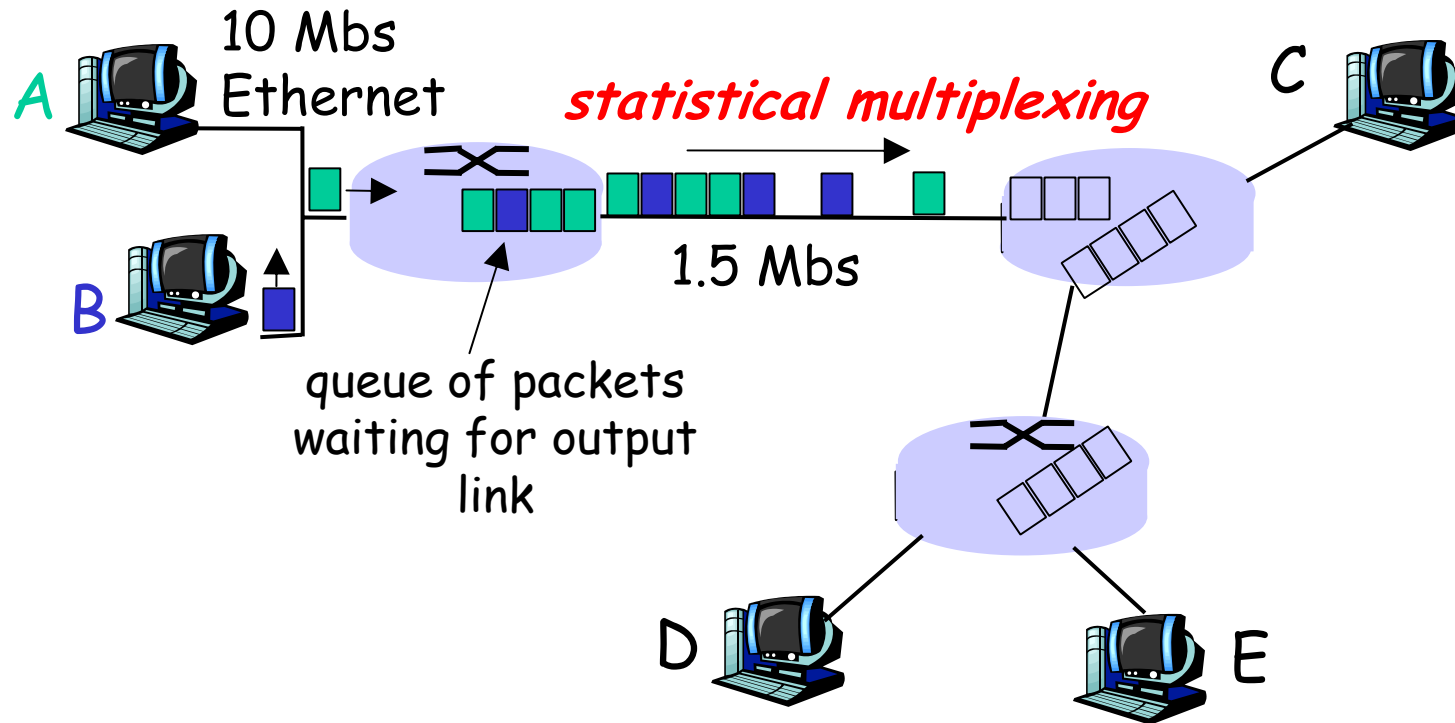 10 Mbs
Ethernet
A
statistical multiplexing
C
B
1.5 Mbs
queue of packets
waiting for output
link
D
E